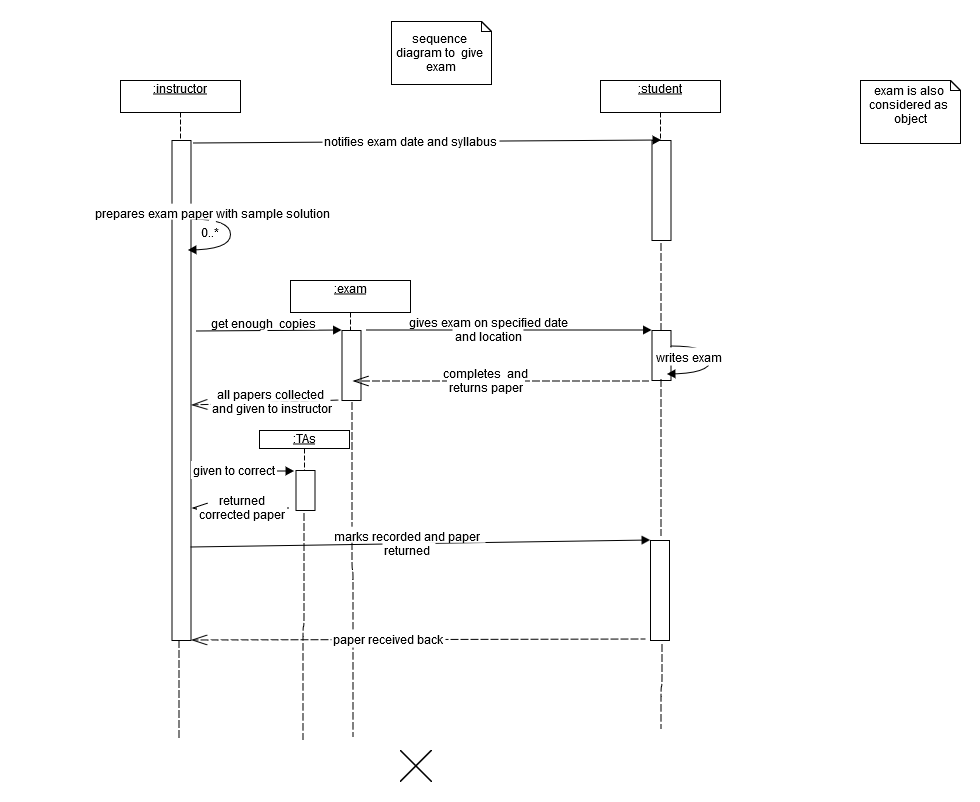 sequence
diagram to give
exam
:instructor
:student
exam is also
considered as
object
notifies exam date and syllabus
prepares exam paper with sample solution
0..*
:exam
get enough copies
gives exam on specified date
and location
writes exam
completes and
returns paper
all papers collected
and given to instructor
:TAs
given to correct
returned
corrected paper
marks recorded and paper
returned
paper received back